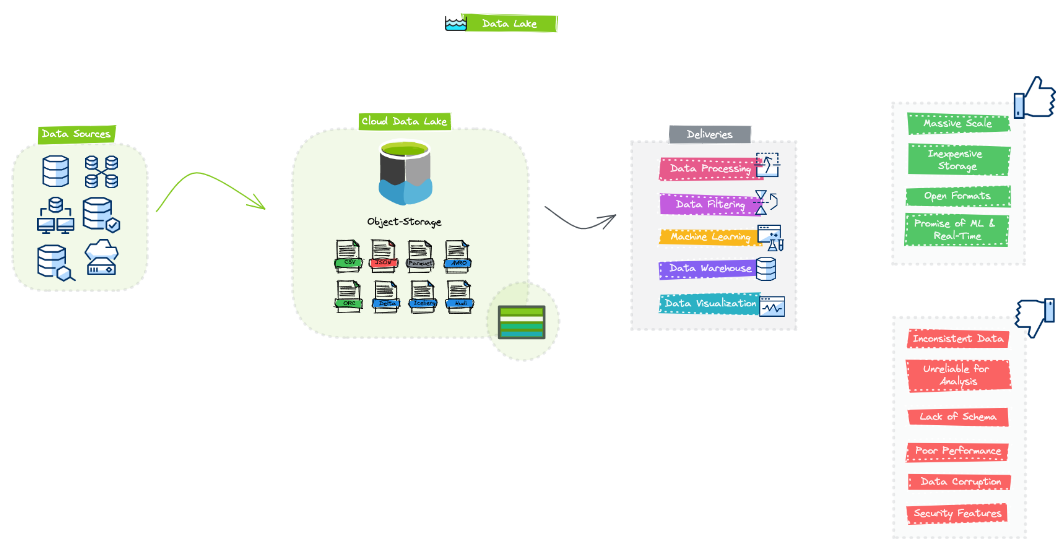 Data Lake
Data Sources
Cloud Data Lake
Object-Storage
CSV
JSON
Parquet
AVRO
ORC
Delta
Iceberg
Hudi
Deliveries
Data Processing
Data Filtering
Machine Learning
Data Warehouse
Data Visualization
Massive Scale
Inexpensive
Storage
Open Formats
Promise of ML &
Real-Time
Inconsistent Data
Unreliable for
Analysis
Lack of Schema
Poor Performance
Data Corruption
Security Features